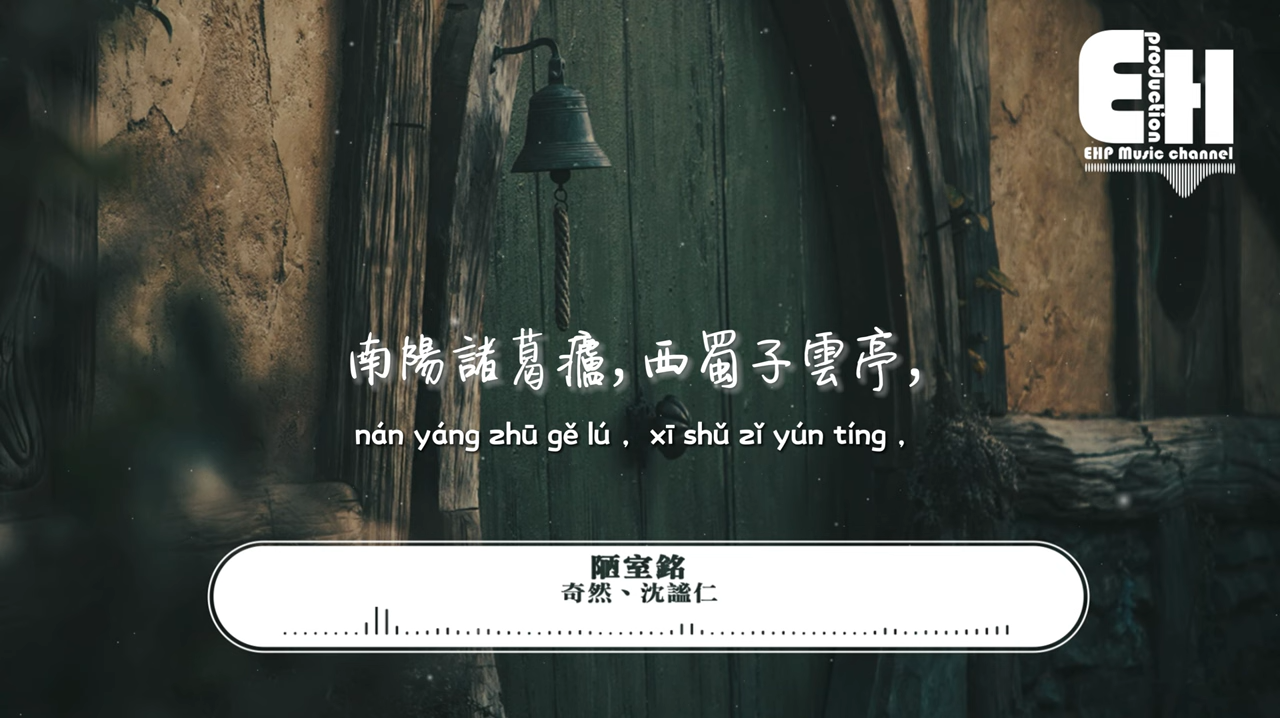 EH
production
EHP Music channel
南陽諸葛廬，西蜀子雲亭，
nán yáng zhū gě lú ， xī shǔ zǐ yún tíng ，
陋室銘
奇然、沈謐仁